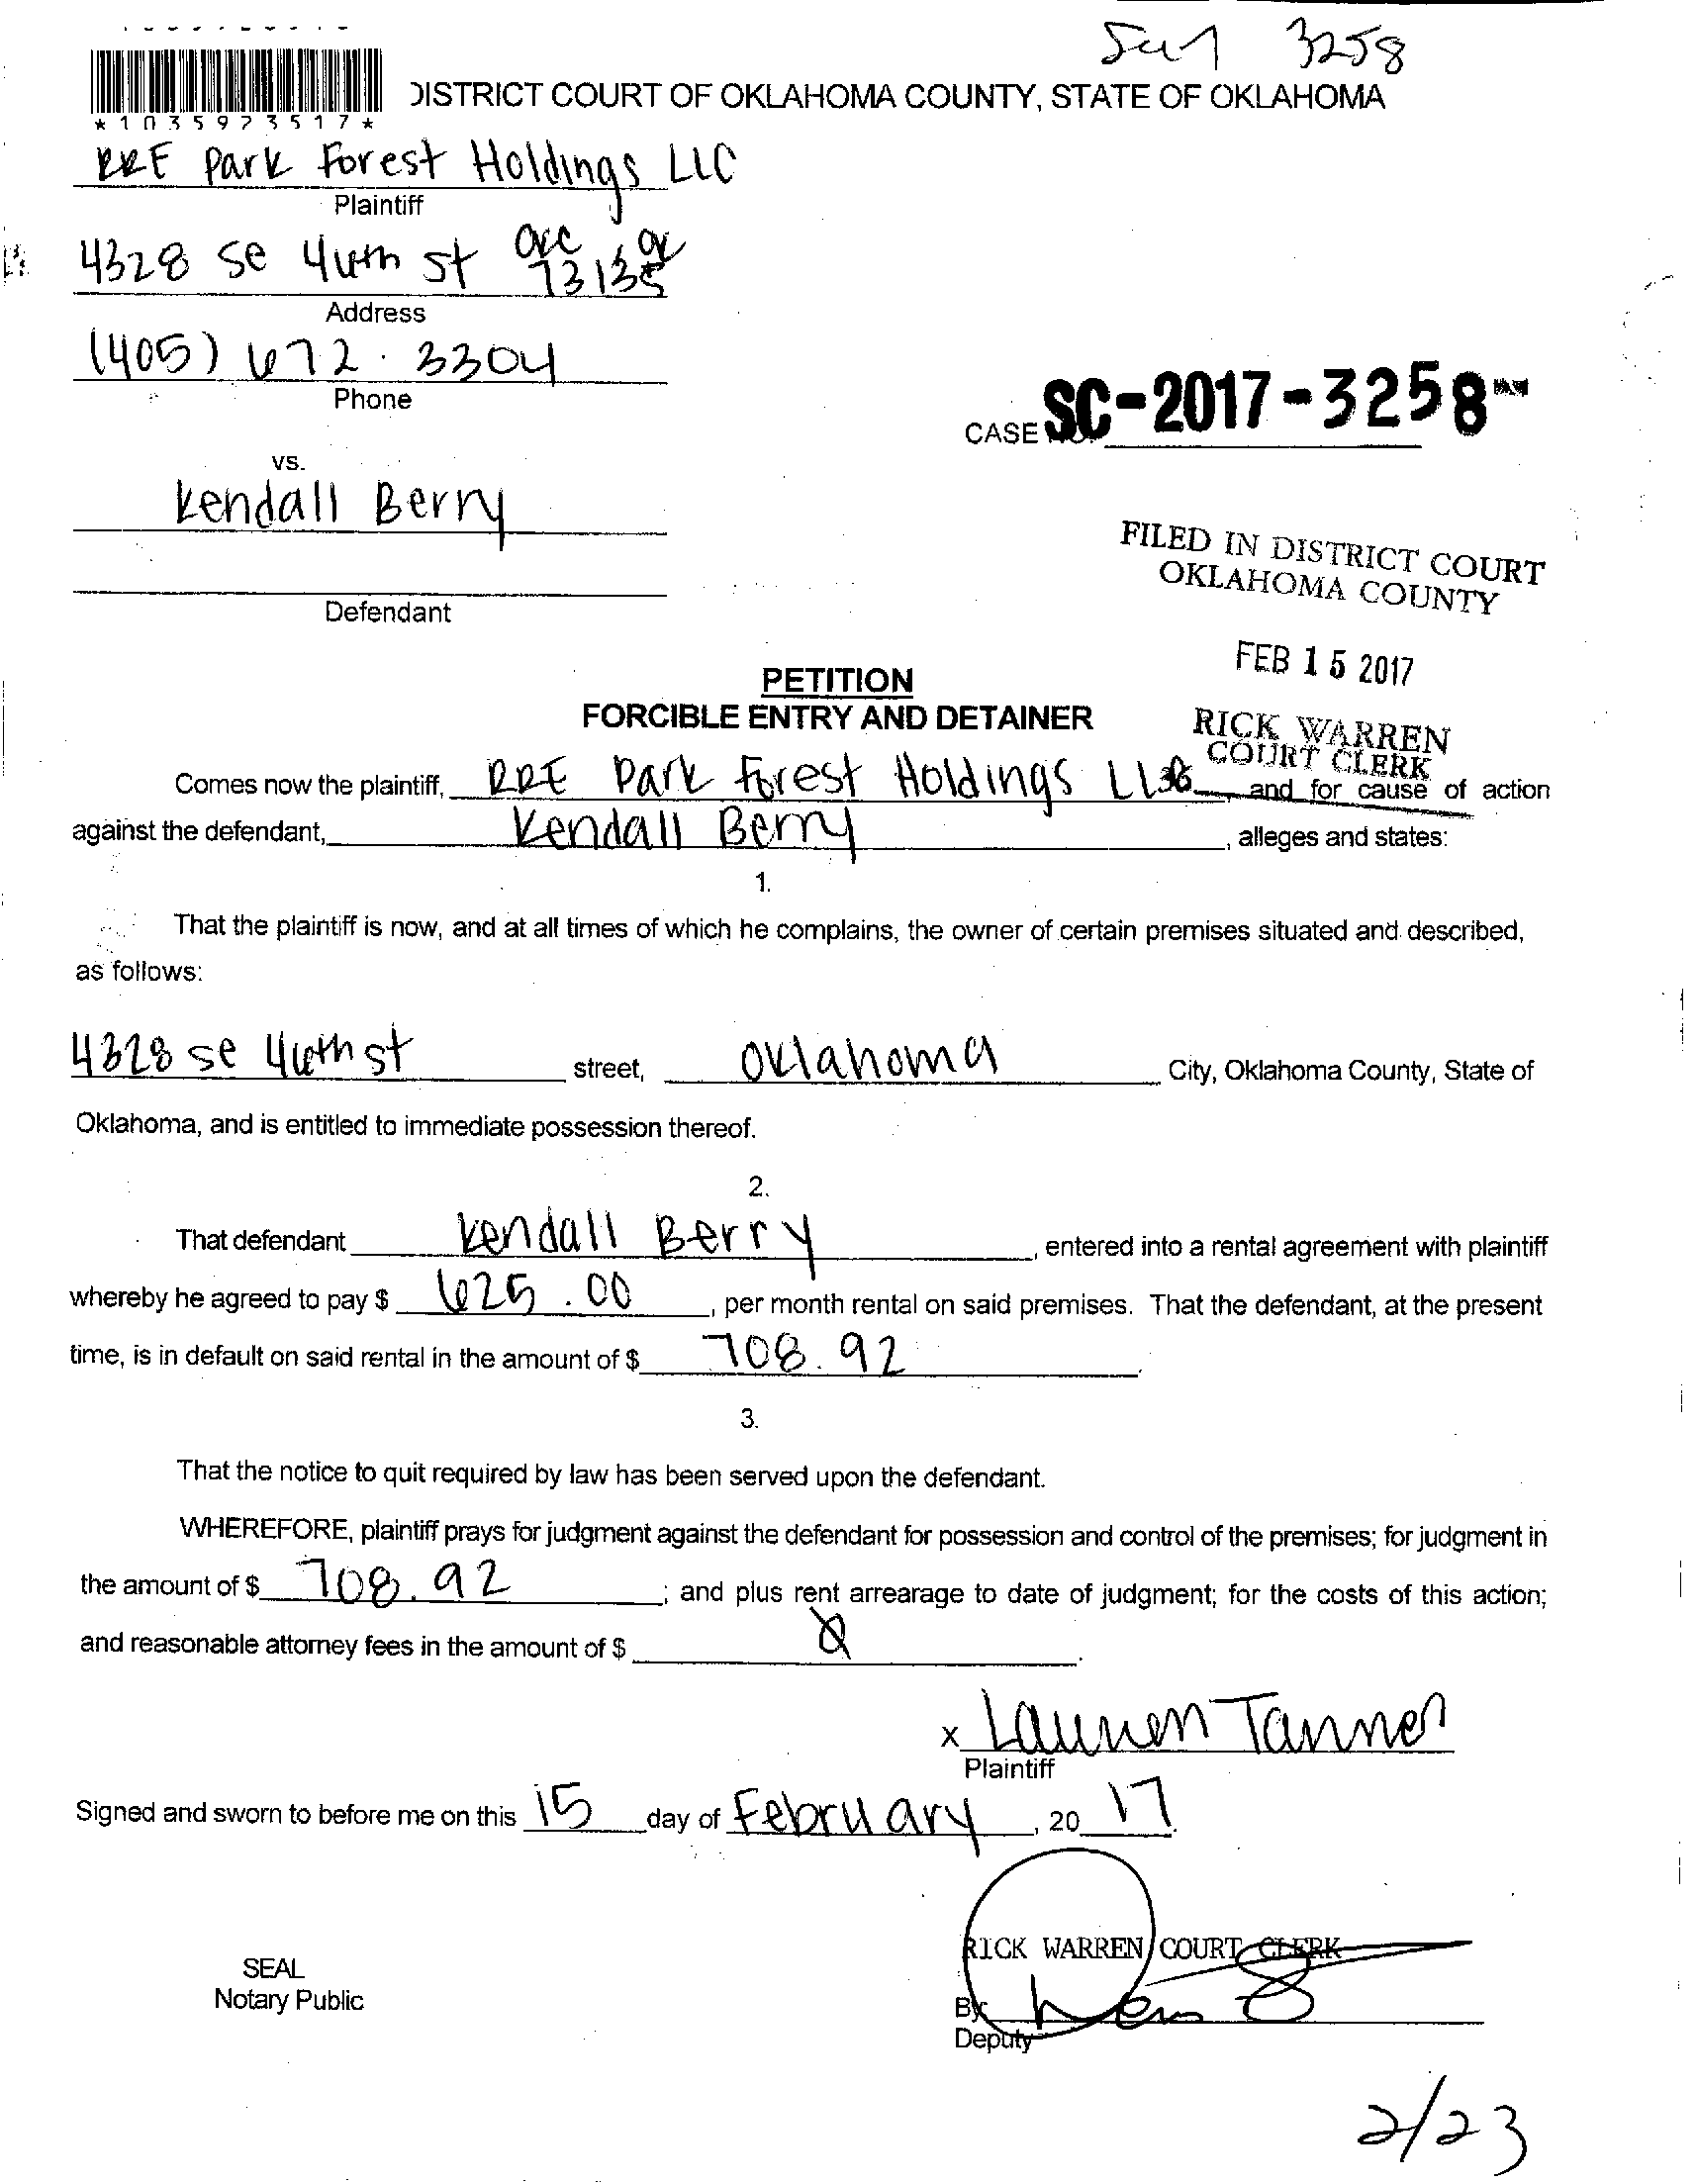 3258
DISTRICT COURT OF OKLAHOMA COUNTY, STATE OF OKLAHOMA
*1035923517*
RRE Park Forest Holdings LLC
Plaintiff
4328 SE 46th St OKC OK
73135
Address
(405) 672.3304
Phone
CASE NO. SC-2017-3258
vs.
Kendall Berry
FILED IN DISTRICT COURT
OKLAHOMA COUNTY
Defendant
FEB 15 2017
PETITION
FORCIBLE ENTRY AND DETAINER
RICK WARREN
COURT CLERK
Comes now the plaintiff, RRE Park Forest Holdings LLC, and for cause of action
against the defendant, Kendall Berry, alleges and states:
1.
That the plaintiff is now, and at all times of which he complains, the owner of certain premises situated and described,
as follows:
4328 SE 46th St street, Oklahoma City, Oklahoma County, State of
Oklahoma, and is entitled to immediate possession thereof.
2.
That defendant Kendall Berry, entered into a rental agreement with plaintiff
whereby he agreed to pay $ 625.00, per month rental on said premises. That the defendant, at the present
time, is in default on said rental in the amount of $ 708.92.
3.
That the notice to quit required by law has been served upon the defendant.
WHEREFORE, plaintiff prays for judgment against the defendant for possession and control of the premises; for judgment in
the amount of $ 708.92; and plus rent arrearage to date of judgment; for the costs of this action;
and reasonable attorney fees in the amount of $ Ø.
x Lauren Tanner
Plaintiff
Signed and sworn to before me on this 15 day of February, 20 17.
RICK WARREN COURT CLERK
SEAL
Notary Public
By
Deputy
2/23